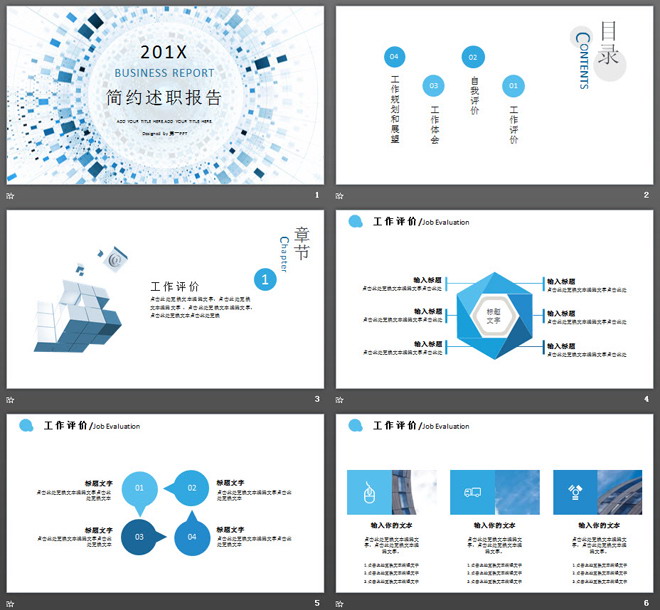 201X
BUSINESS REPORT
简约述职报告
ADD YOUR TITLE HERE.ADD YOUR TITLE HERE.
Designed by 第一PPT
1
目录
CONTENTS
01
工作评价
02
自我评价
03
工作体会
04
工作规划和展望
2
章节
Chapter
1
工作评价
点击此处更换文本编辑文字，点击此处更换
文本编辑文字，点击此处更换文本编辑文字，
点击此处更换文本点击此处更换
3
工作评价/Job Evaluation
输入标题
点击此处更换文本编辑文字点击此处
输入标题
点击此处更换文本编辑文字点击此处
输入标题
点击此处更换文本编辑文字点击此处
标题
文字
输入标题
点击此处更换文本编辑文字点击此处
输入标题
点击此处更换文本编辑文字点击此处
输入标题
点击此处更换文本编辑文字点击此处
4
工作评价/Job Evaluation
标题文字
点击此处更换文本编辑文字点击此
处更换文本
01
02
标题文字
点击此处更换文本编辑文字点击此
处更换文本
标题文字
点击此处更换文本编辑文字点击此
处更换文本
03
04
标题文字
点击此处更换文本编辑文字点击此
处更换文本
5
工作评价/Job Evaluation
输入你的文本
点击此处更换文本编辑文
字，点击此处更换文本编
辑文字，
1.点击此处更换文本编辑文字
1.点击此处更换文本编辑文字
1.点击此处更换文本编辑文字
输入你的文本
点击此处更换文本编辑文
字，点击此处更换文本编
辑文字，
1.点击此处更换文本编辑文字
1.点击此处更换文本编辑文字
1.点击此处更换文本编辑文字
输入你的文本
点击此处更换文本编辑文
字，点击此处更换文本编
辑文字，
1.点击此处更换文本编辑文字
1.点击此处更换文本编辑文字
1.点击此处更换文本编辑文字
6